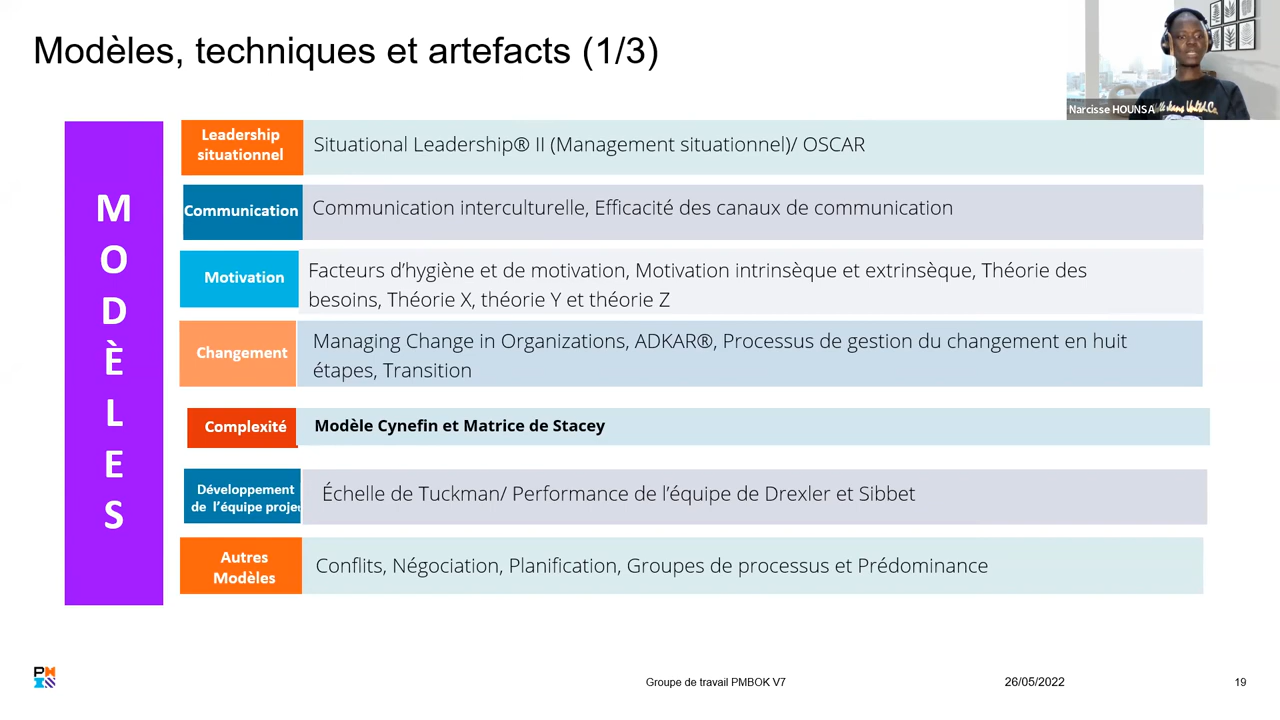 Modèles, techniques et artefacts (1/3)
Narcisse HOUNSA
MODÈLES
Leadership
situationnel
Situational Leadership® II (Management situationnel)/ OSCAR
Communication
Communication interculturelle, Efficacité des canaux de communication
Motivation
Facteurs d’hygiène et de motivation, Motivation intrinsèque et extrinsèque, Théorie des
besoins, Théorie X, théorie Y et théorie Z
Changement
Managing Change in Organizations, ADKAR®, Processus de gestion du changement en huit
étapes, Transition
Complexité
Modèle Cynefin et Matrice de Stacey
Développement
de l’équipe proje
Échelle de Tuckman/ Performance de l’équipe de Drexler et Sibbet
Autres
Modèles
Conflits, Négociation, Planification, Groupes de processus et Prédominance
Groupe de travail PMBOK V7
26/05/2022
19